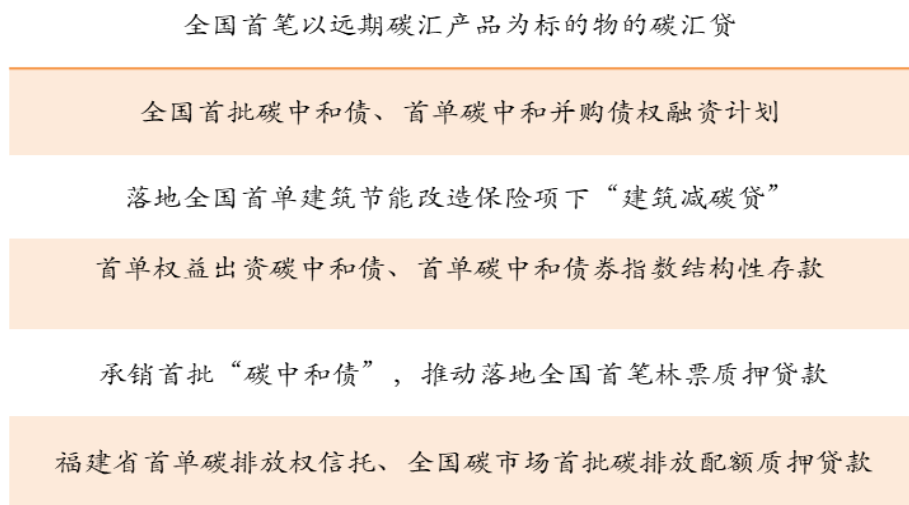 全国首笔以远期碳汇产品为标的物的碳汇贷
全国首批碳中和债、首单碳中和并购债权融资计划
落地全国首单建筑节能改造保险项下“建筑减碳贷”
首单权益出资碳中和债、首单碳中和债券指数结构性存款
承销首批“碳中和债”，推动落地全国首笔林票质押贷款
福建省首单碳排放权信托、全国碳市场首批碳排放配额质押贷款